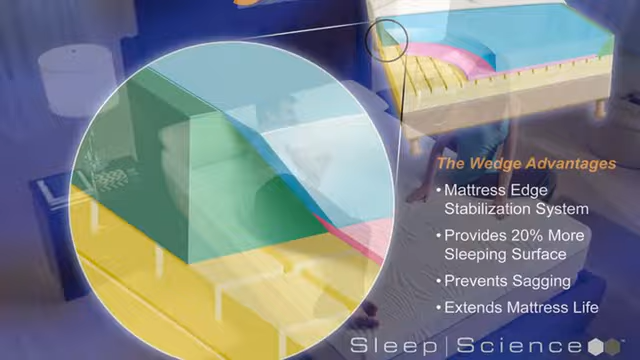 The Wedge Advantages
• Mattress Edge
Stabilization System
• Provides 20% More
Sleeping Surface
• Prevents Sagging
• Extends Mattress Life
Sleep|Science